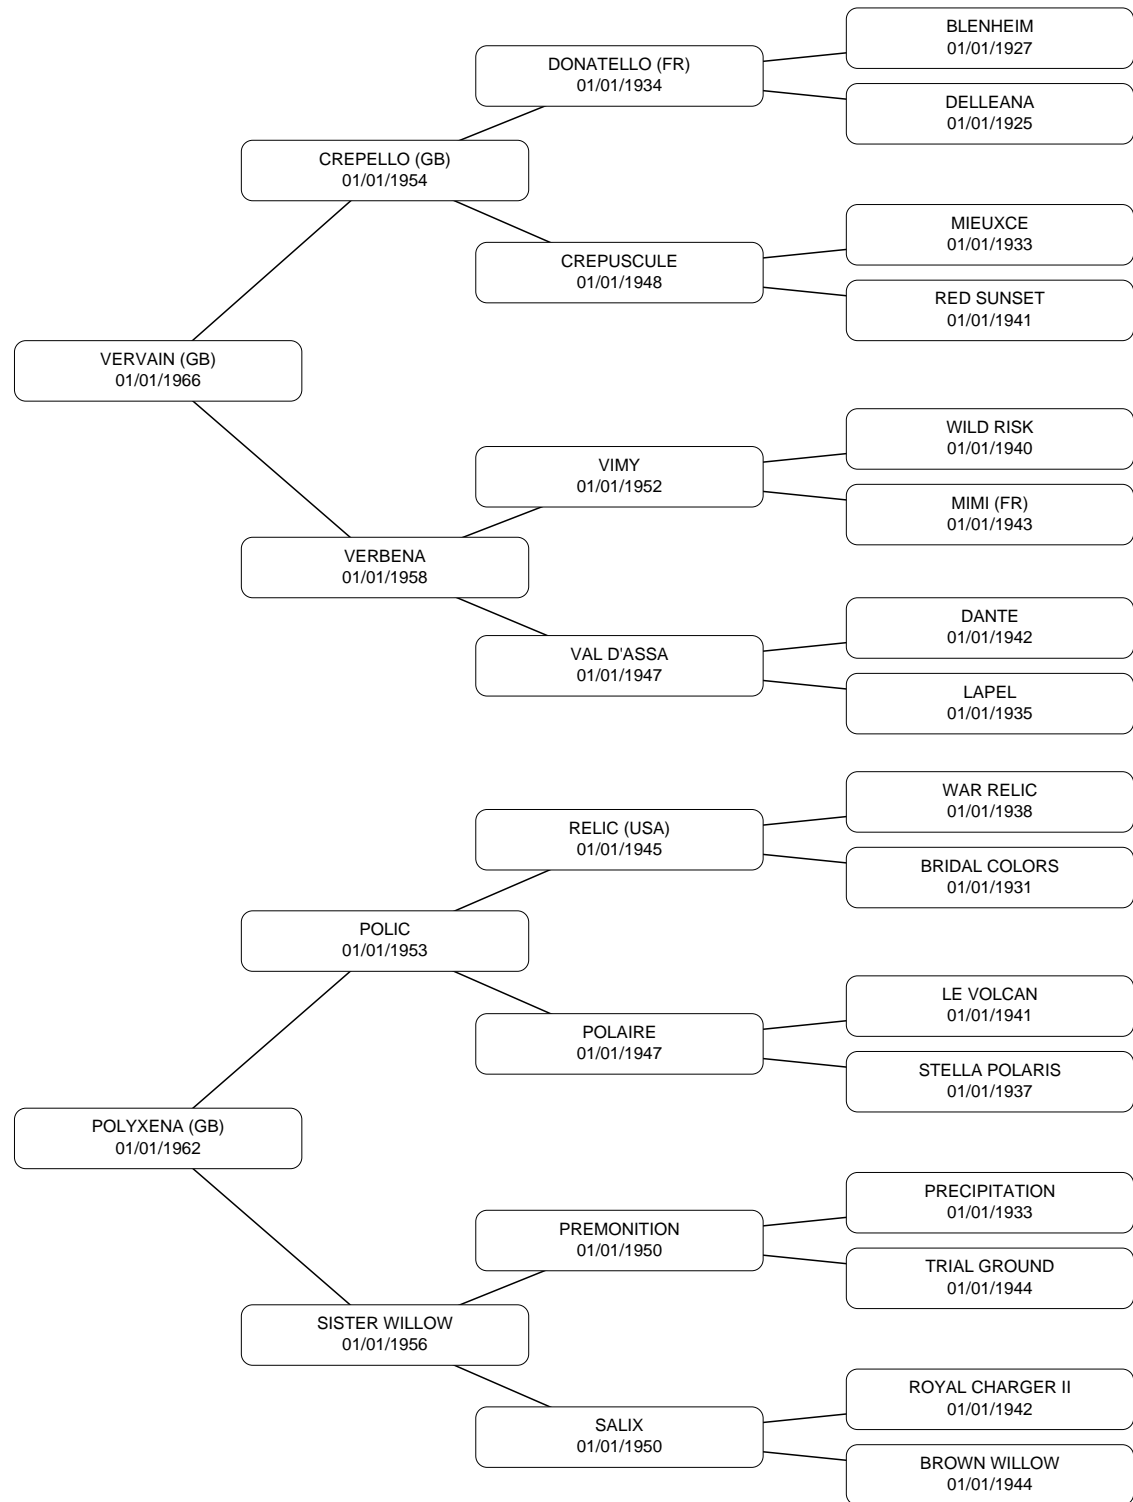 BLENHEIM
01/01/1927
DONATELLO (FR)
01/01/1934
DELLEANA
01/01/1925
CREPELLO (GB)
01/01/1954
MIEUXCE
01/01/1933
CREPUSCULE
01/01/1948
RED SUNSET
01/01/1941
VERVAIN (GB)
01/01/1966
WILD RISK
01/01/1940
VIMY
01/01/1952
MIMI (FR)
01/01/1943
VERBENA
01/01/1958
DANTE
01/01/1942
VAL D'ASSA
01/01/1947
LAPEL
01/01/1935
WAR RELIC
01/01/1938
RELIC (USA)
01/01/1945
BRIDAL COLORS
01/01/1931
POLIC
01/01/1953
LE VOLCAN
01/01/1941
POLAIRE
01/01/1947
STELLA POLARIS
01/01/1937
POLYXENA (GB)
01/01/1962
PRECIPITATION
01/01/1933
PREMONITION
01/01/1950
TRIAL GROUND
01/01/1944
SISTER WILLOW
01/01/1956
ROYAL CHARGER II
01/01/1942
SALIX
01/01/1950
BROWN WILLOW
01/01/1944